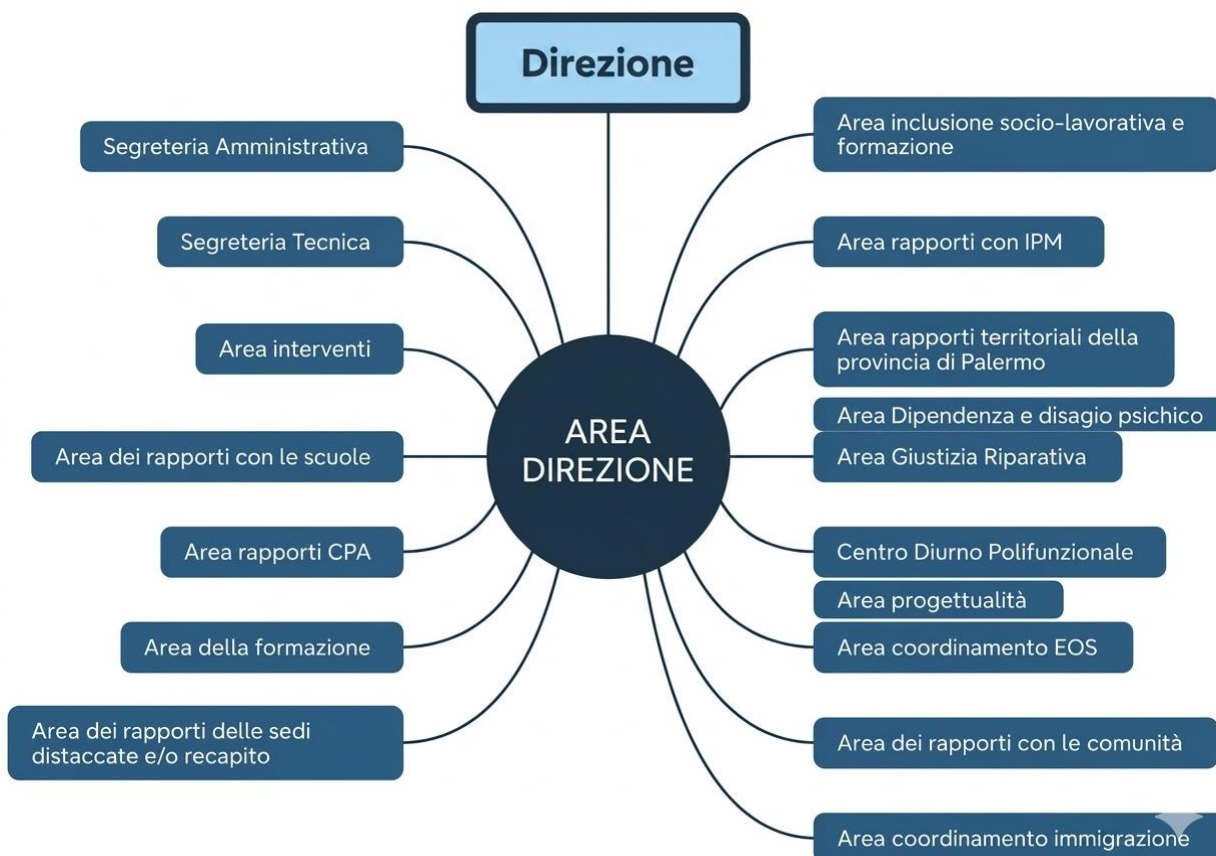 Direzione
Segreteria Amministrativa
Segreteria Tecnica
Area interventi
Area dei rapporti con le scuole
Area rapporti CPA
Area della formazione
Area dei rapporti delle sedi
distaccate e/o recapito
AREA
DIREZIONE
Area inclusione socio-lavorativa e
formazione
Area rapporti con IPM
Area rapporti territoriali della
provincia di Palermo
Area Dipendenza e disagio psichico
Area Giustizia Riparativa
Centro Diurno Polifunzionale
Area progettualità
Area coordinamento EOS
Area dei rapporti con le comunità
Area coordinamento immigrazione